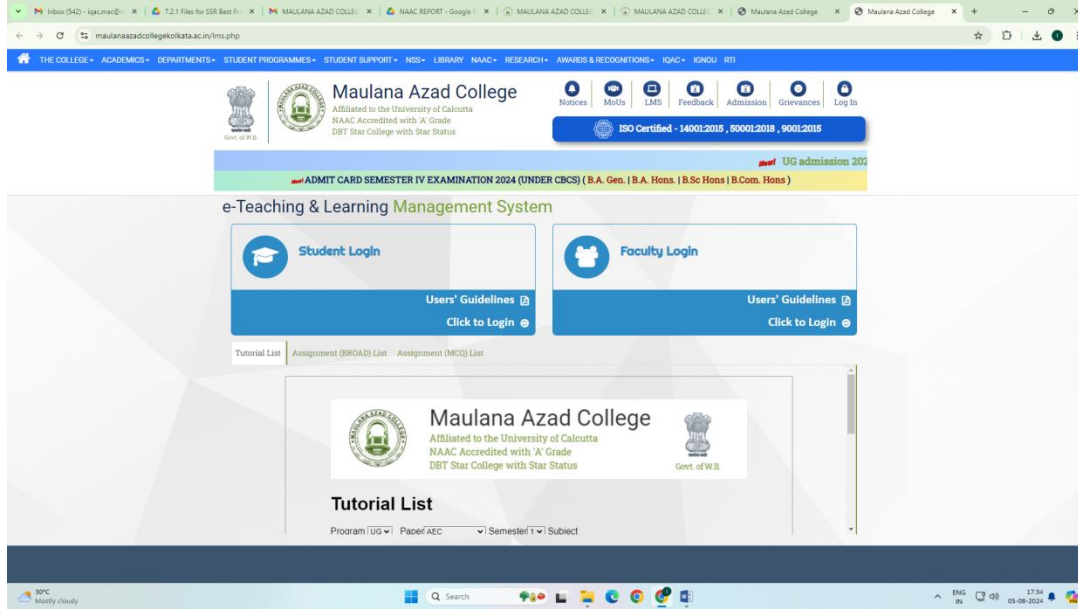 Inbox (542) - iqac.mac@
7.2.1 Files for SSR Best Pr
MAULANA AZAD COLLE
NAAC REPORT - Google
MAULANA AZAD COLLE
MAULANA AZAD COLLE
Maulana Azad College
Maulana Azad College
maulanaazadcollegekolkata.ac.in/lms.php
THE COLLEGE ACADEMICS DEPARTMENTS STUDENT PROGRAMMES STUDENT SUPPORT NSS LIBRARY NAAC RESEARCH AWARDS & RECOGNITIONS IQAC IGNOU RTI
Govt. of W.B.
Maulana Azad College
Affiliated to the University of Calcutta
NAAC Accredited with 'A' Grade
DBT Star College with Star Status
Notices MoUs LMS Feedback Admission Grievances Log In
ISO Certified - 14001:2015 , 50001:2018 , 9001:2015
New! UG admission 202
New! ADMIT CARD SEMESTER IV EXAMINATION 2024 (UNDER CBCS) ( B.A. Gen. | B.A. Hons. | B.Sc Hons | B.Com. Hons )
e-Teaching & Learning Management System
Student Login
Users' Guidelines
Click to Login
Faculty Login
Users' Guidelines
Click to Login
Tutorial List Assignment (BROAD) List Assignment (MCQ) List
MAULANA AZAD COLLEGE
Maulana Azad College
Affiliated to the University of Calcutta
NAAC Accredited with 'A' Grade
DBT Star College with Star Status
Govt. of W.B.
Tutorial List
Program UG Paper AEC Semester 1 Subject
30°C
Mostly cloudy
Search
ENG
IN
17:34
05-08-2024